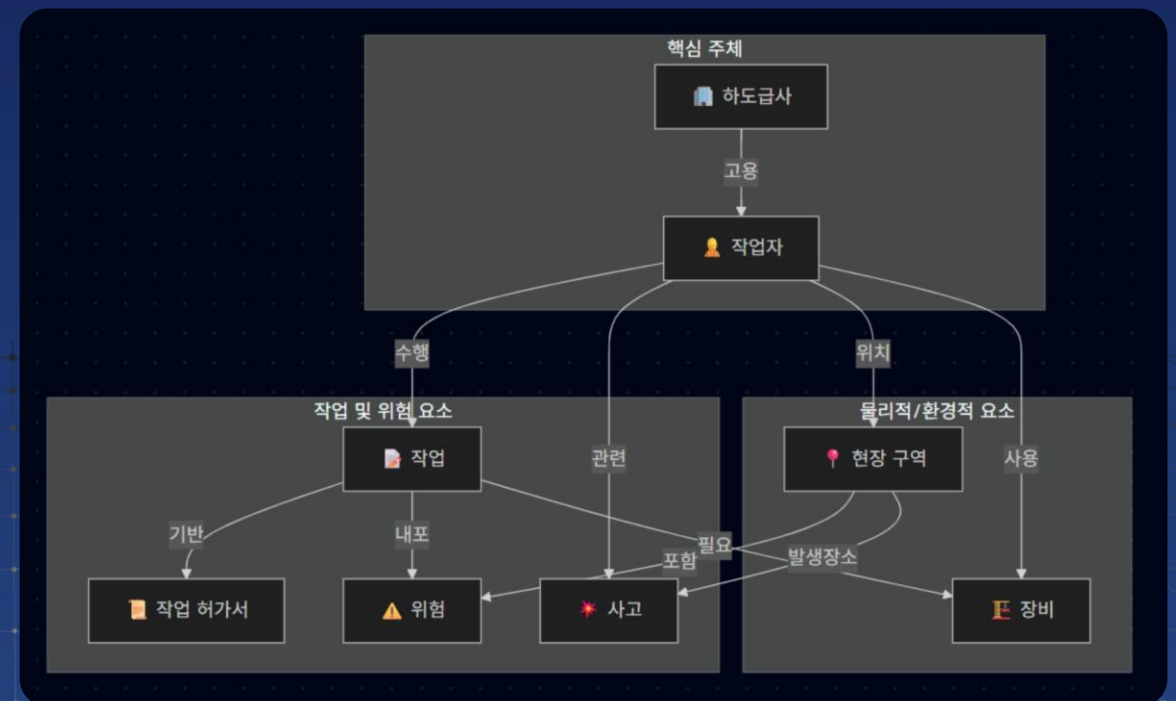 핵심 주체
하도급사
고용
작업자
수행
위치
작업 및 위험 요소
물리적/환경적 요소
작업
관련
현장 구역
사용
기반
내포
필요
포함
발생장소
작업 허가서
위험
사고
장비